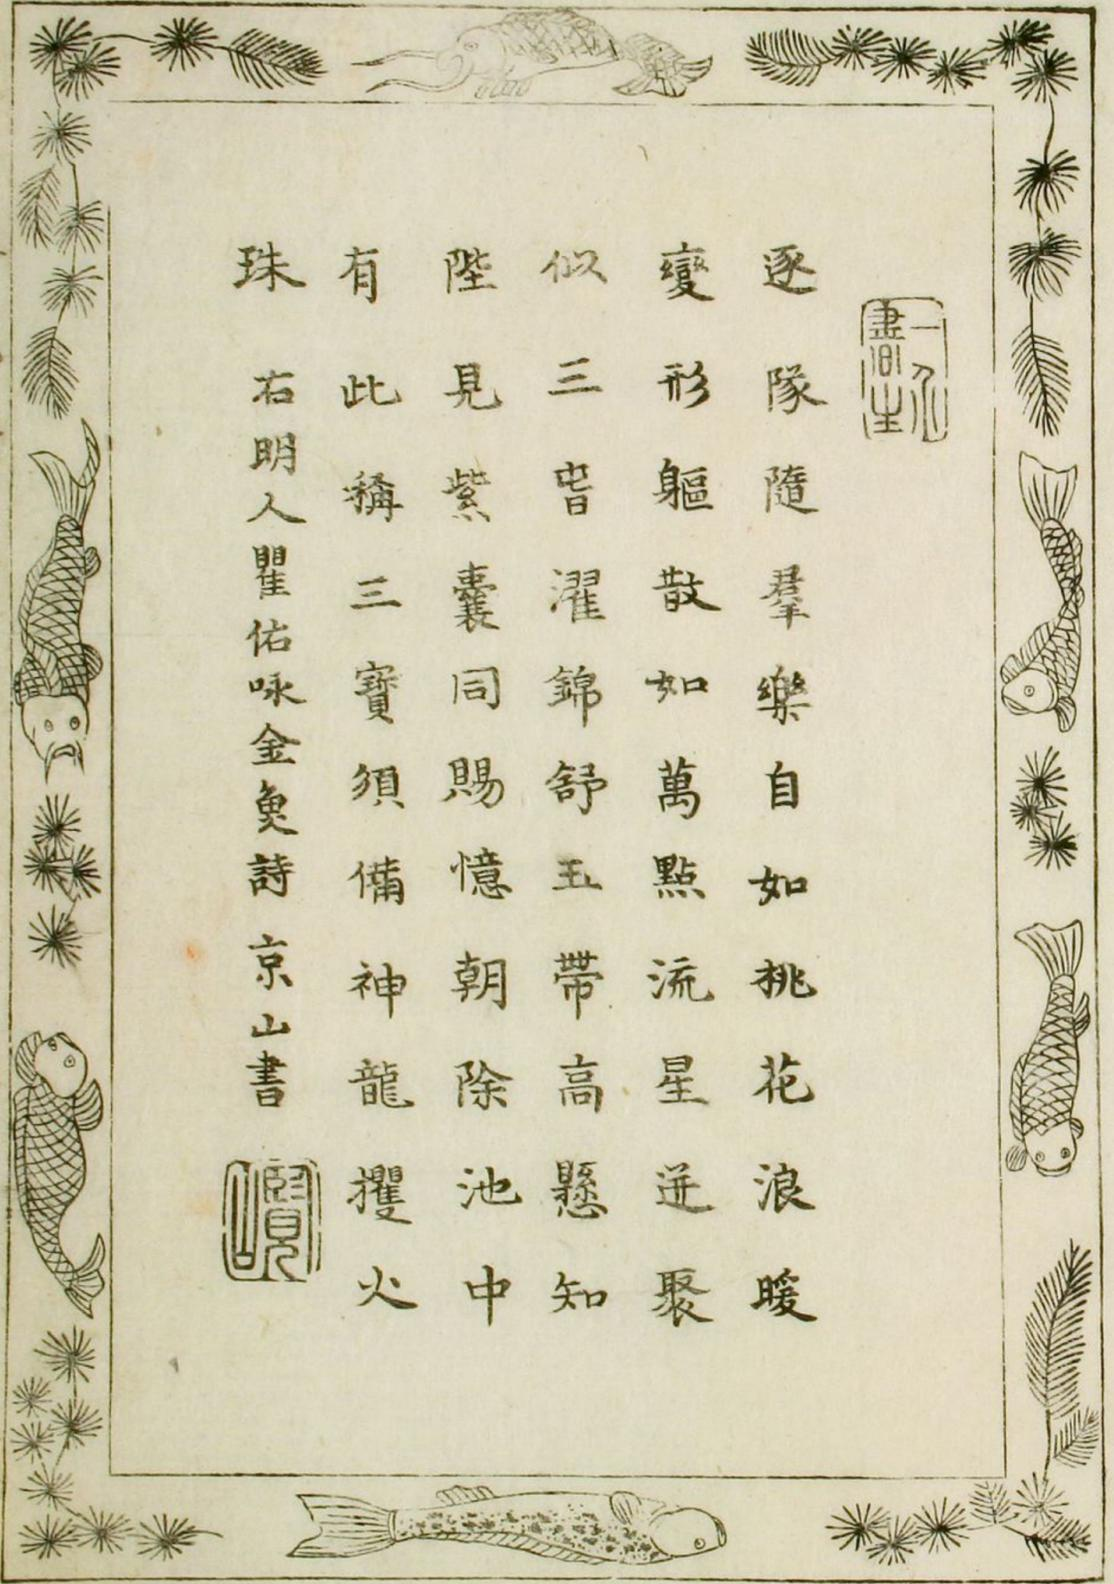 逐隊隨羣樂自如桃花浪暖
變形軀散如萬點流星迸聚
似三旹濯錦舒玉帶高懸知
陛見紫囊同賜憶朝除池中
有此稱三寶須備神龍攫火
珠 右明人瞿佑咏金魚詩 京山書